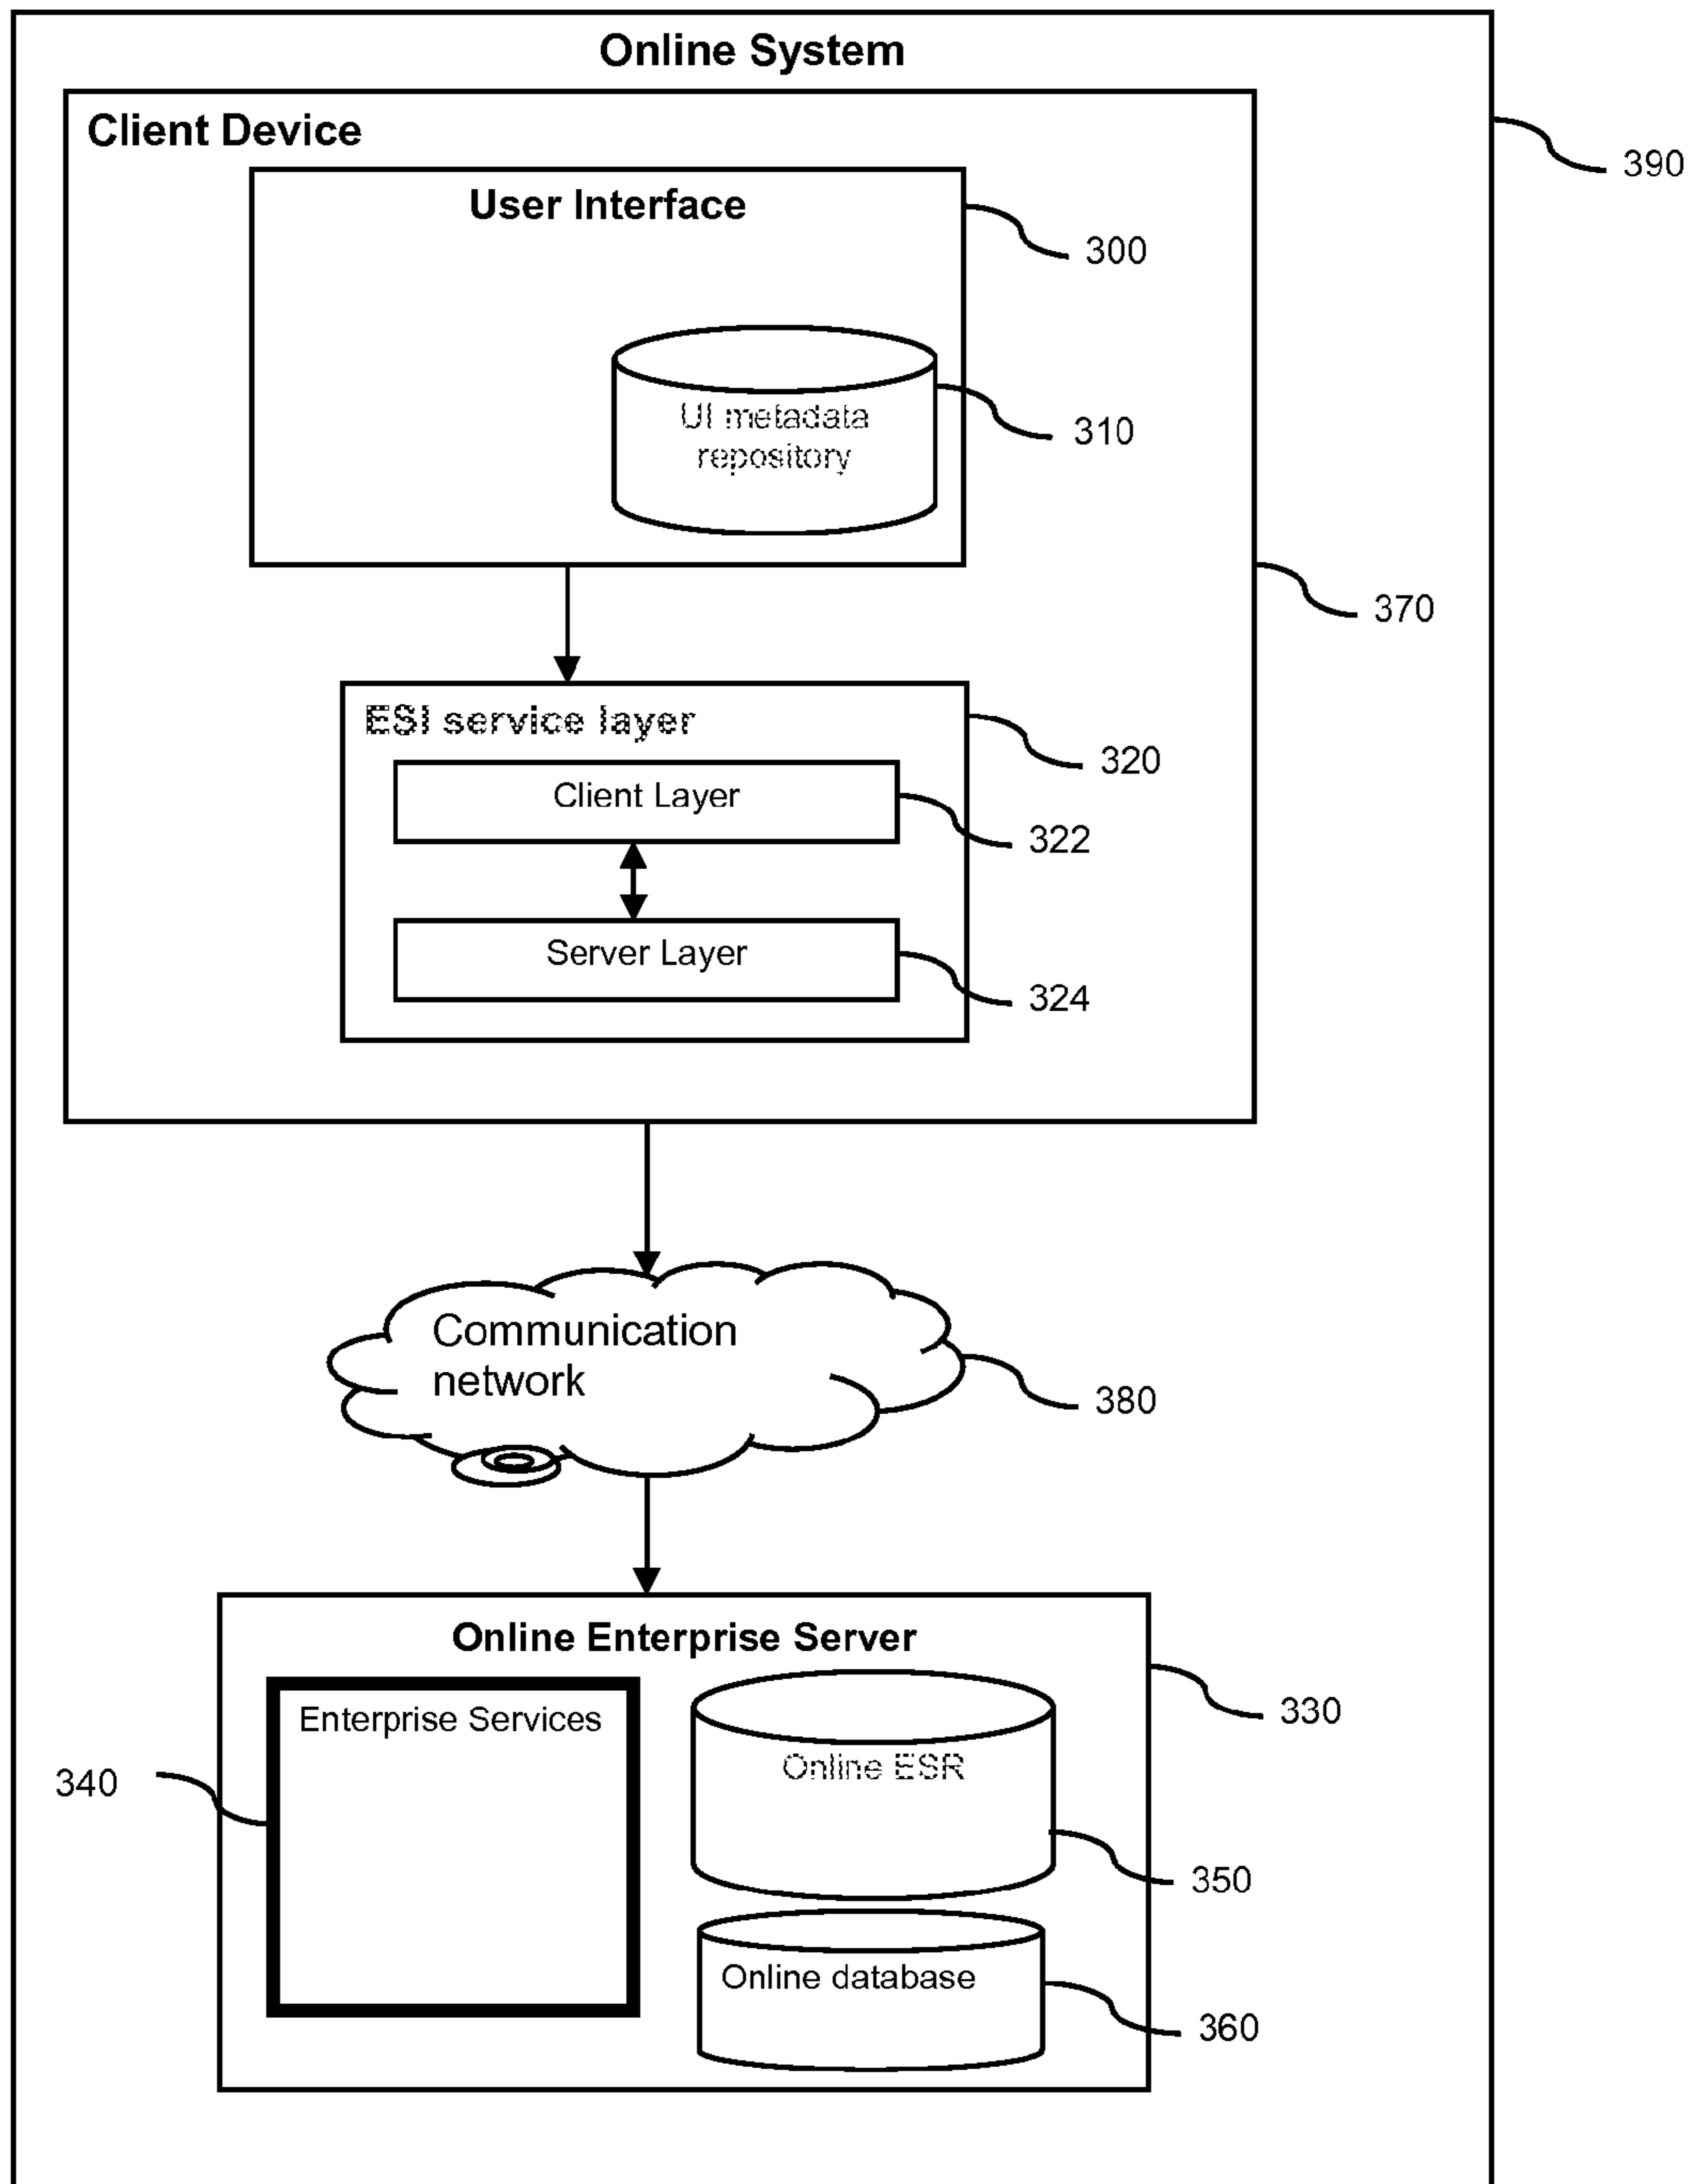 Online System
Client Device
390
User Interface
300
UI metadata
repository
310
370
ESI service layer
320
Client Layer
322
Server Layer
324
Communication
network
380
Online Enterprise Server
Enterprise Services
330
Online ESR
340
350
Online database
360